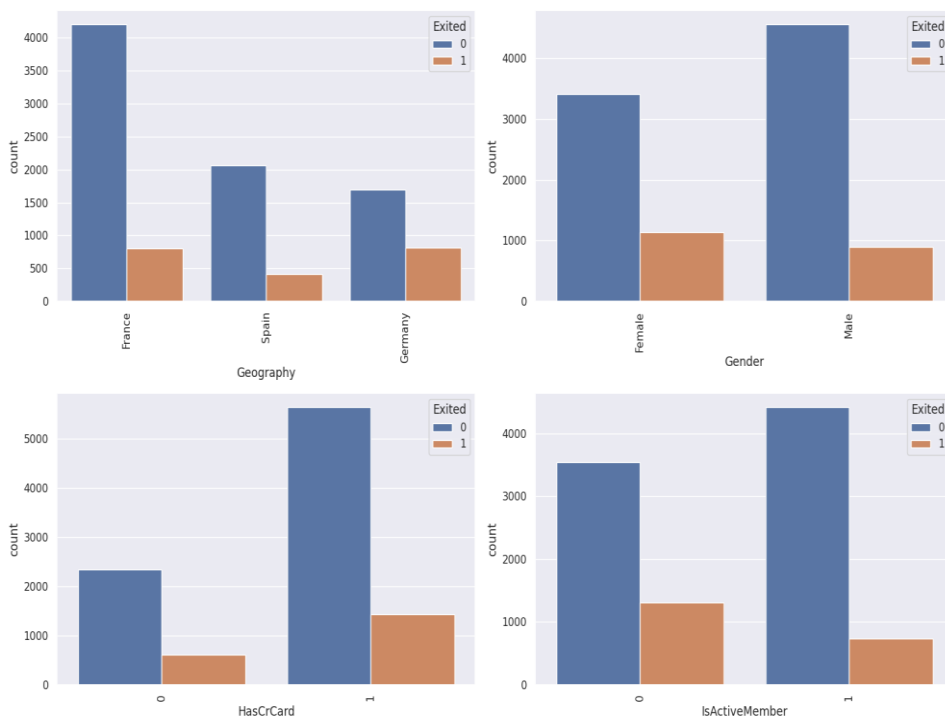 Exited
0
1
4000
3500
3000
2500
2000
1500
1000
500
0
count
France
Spain
Germany
Geography
Exited
0
1
4000
3000
2000
1000
0
count
Female
Male
Gender
Exited
0
1
5000
4000
3000
2000
1000
0
count
0
1
HasCrCard
Exited
0
1
4000
3000
2000
1000
0
count
0
1
IsActiveMember